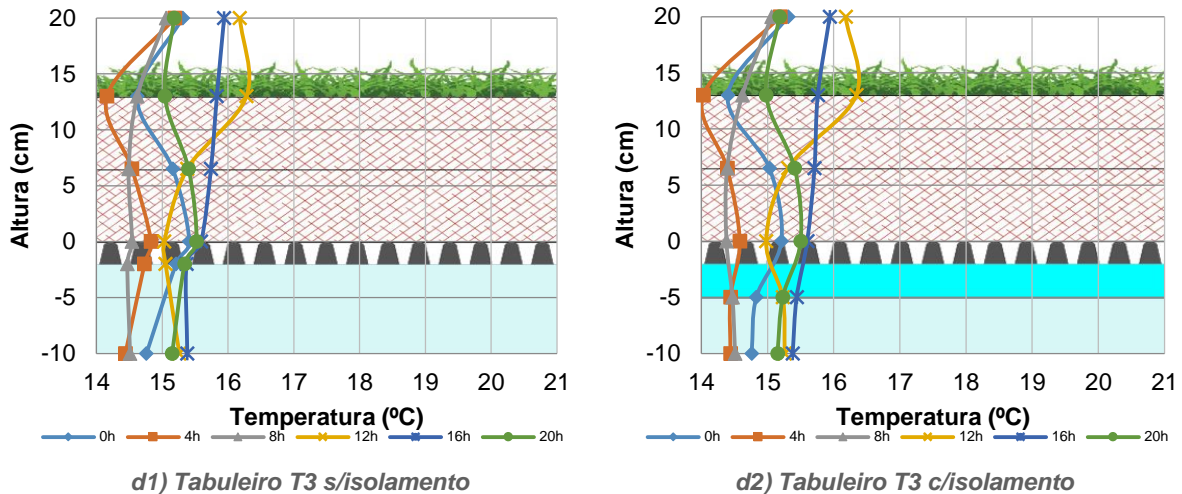 20
15
10
5
0
-5
-10
Altura (cm)
14 15 16 17 18 19 20 21
Temperatura (ºC)
0h 4h 8h 12h 16h 20h
d1) Tabuleiro T3 s/isolamento
20
15
10
5
0
-5
-10
Altura (cm)
14 15 16 17 18 19 20 21
Temperatura (ºC)
0h 4h 8h 12h 16h 20h
d2) Tabuleiro T3 c/isolamento